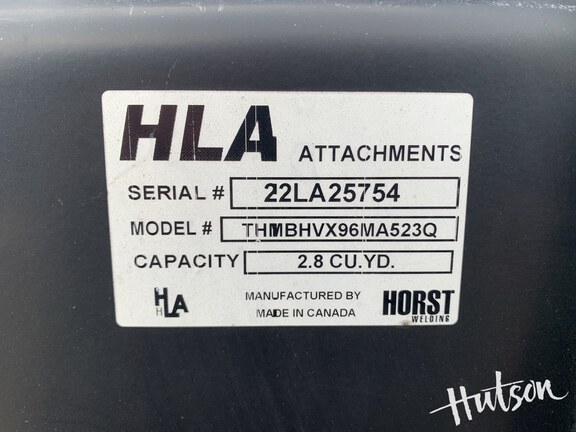 HLA ATTACHMENTS
SERIAL # 22LA25754
MODEL # THMBHVX96MA523Q
CAPACITY 2.8 CU.YD.
HLA
MANUFACTURED BY
MADE IN CANADA
HORST
WELDING
Hutson